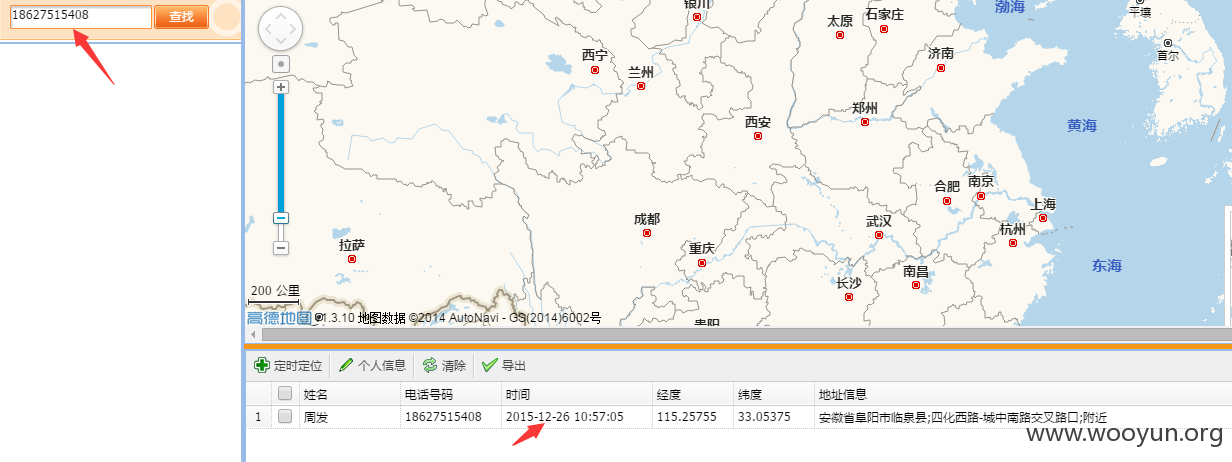 18627515408 查找
银川
渤海
平壤
石家庄
太原
首尔
济南
西宁
兰州
郑州
西安
黄海
合肥
南京
上海
成都
武汉
杭州
拉萨
重庆
东海
南昌
长沙
200 公里
贵阳
高德地图 1.3.10 地图数据 ©2014 AutoNavi - GS(2014)6002号
定时定位 个人信息 清除 导出
姓名 电话号码 时间 经度 纬度 地址信息
1 周发 18627515408 2015-12-26 10:57:05 115.25755 33.05375 安徽省阜阳市临泉县;四化西路-城中南路交叉路口;附近
www.wooyun.org